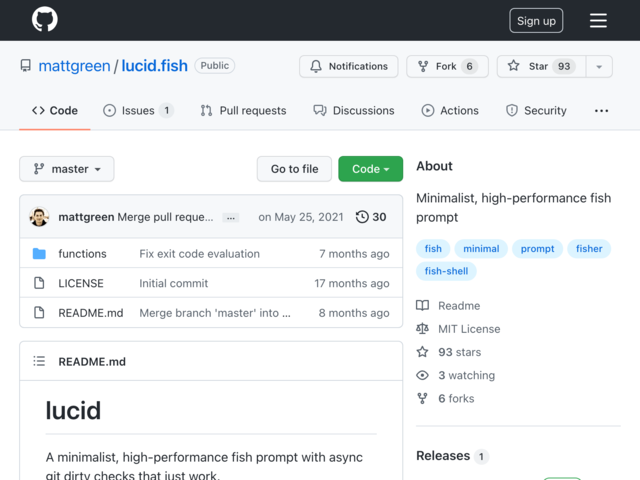 Sign up
mattgreen / lucid.fish Public
Notifications
Fork 6
Star 93
Code
Issues 1
Pull requests
Discussions
Actions
Security
master
Go to file
Code
mattgreen Merge pull reque... ... on May 25, 2021 30
functions Fix exit code evaluation 7 months ago
LICENSE Initial commit 17 months ago
README.md Merge branch 'master' into ... 8 months ago
README.md
lucid
A minimalist, high-performance fish prompt with async
git dirty checks that just work.
About
Minimalist, high-performance fish
prompt
fish minimal prompt fisher
fish-shell
Readme
MIT License
93 stars
3 watching
6 forks
Releases 1